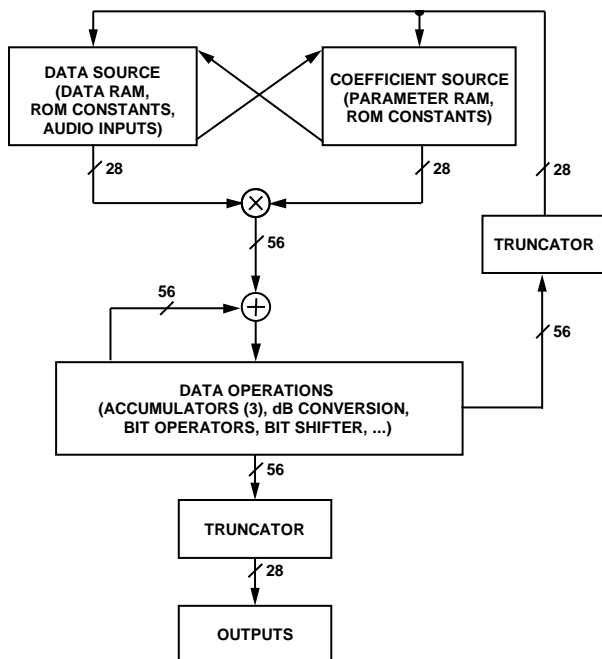 DATA SOURCE
(DATA RAM,
ROM CONSTANTS,
AUDIO INPUTS)
COEFFICIENT SOURCE
(PARAMETER RAM,
ROM CONSTANTS)
28
28
28
56
TRUNCATOR
56
56
DATA OPERATIONS
(ACCUMULATORS (3), dB CONVERSION,
BIT OPERATORS, BIT SHIFTER, ...)
56
TRUNCATOR
28
OUTPUTS